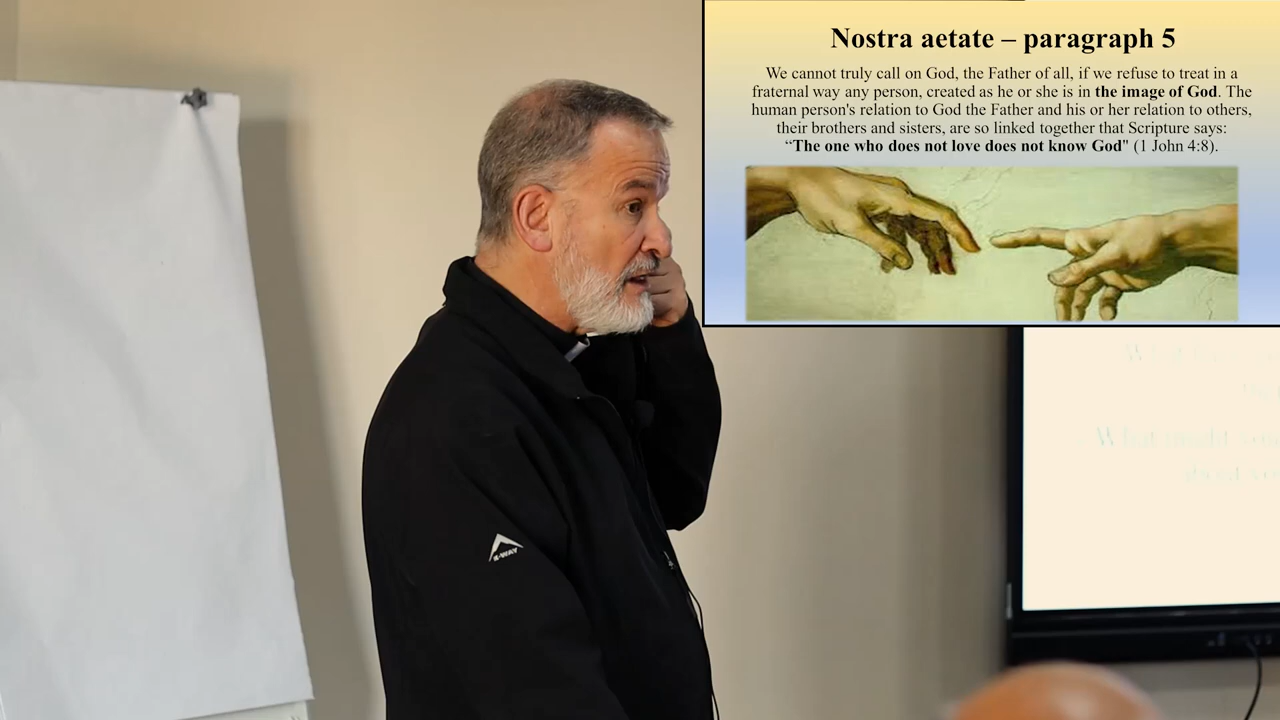 Nostra aetate – paragraph 5
We cannot truly call on God, the Father of all, if we refuse to treat in a
fraternal way any person, created as he or she is in the image of God. The
human person's relation to God the Father and his or her relation to others,
their brothers and sisters, are so linked together that Scripture says:
“The one who does not love does not know God" (1 John 4:8).
K-WAY